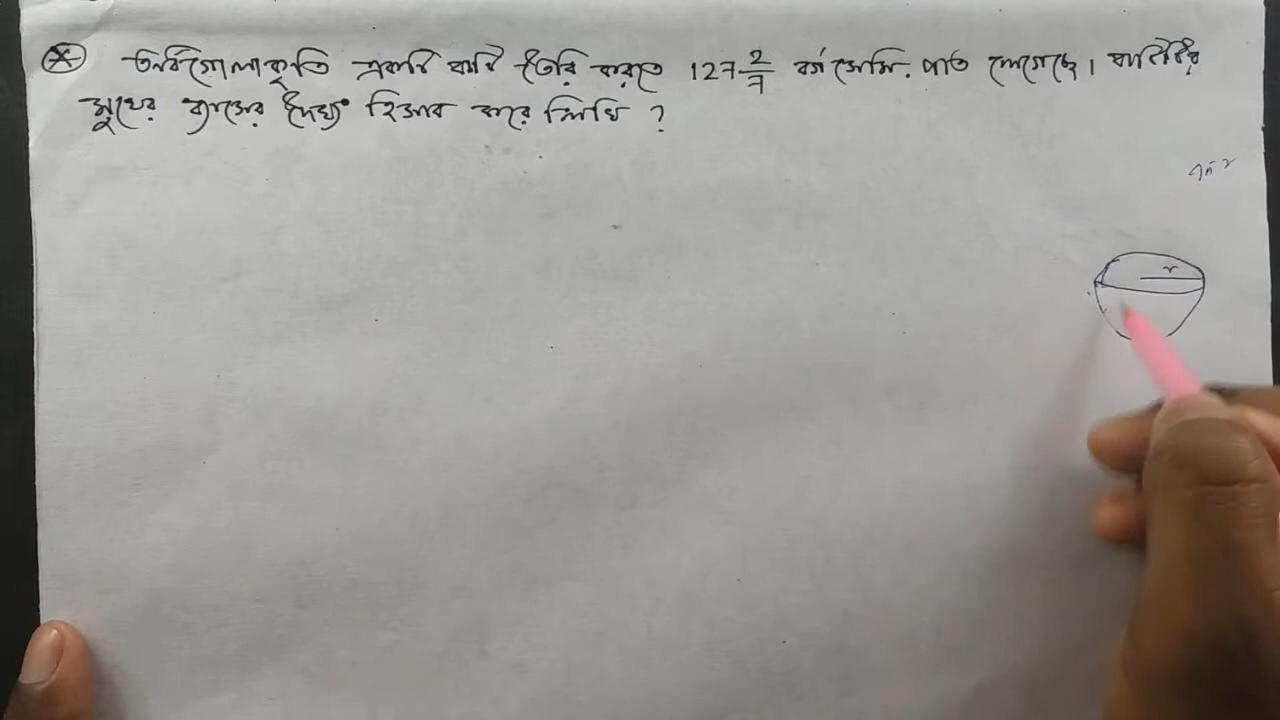 অর্ধগোলাকৃতি একটি বাটি তৈরি করতে 127 2/7 বর্গ সেমি. পাত লেগেছে। বাটিটির
মুখের ব্যাসের দৈর্ঘ্য হিসাব করে লিখি ?
r